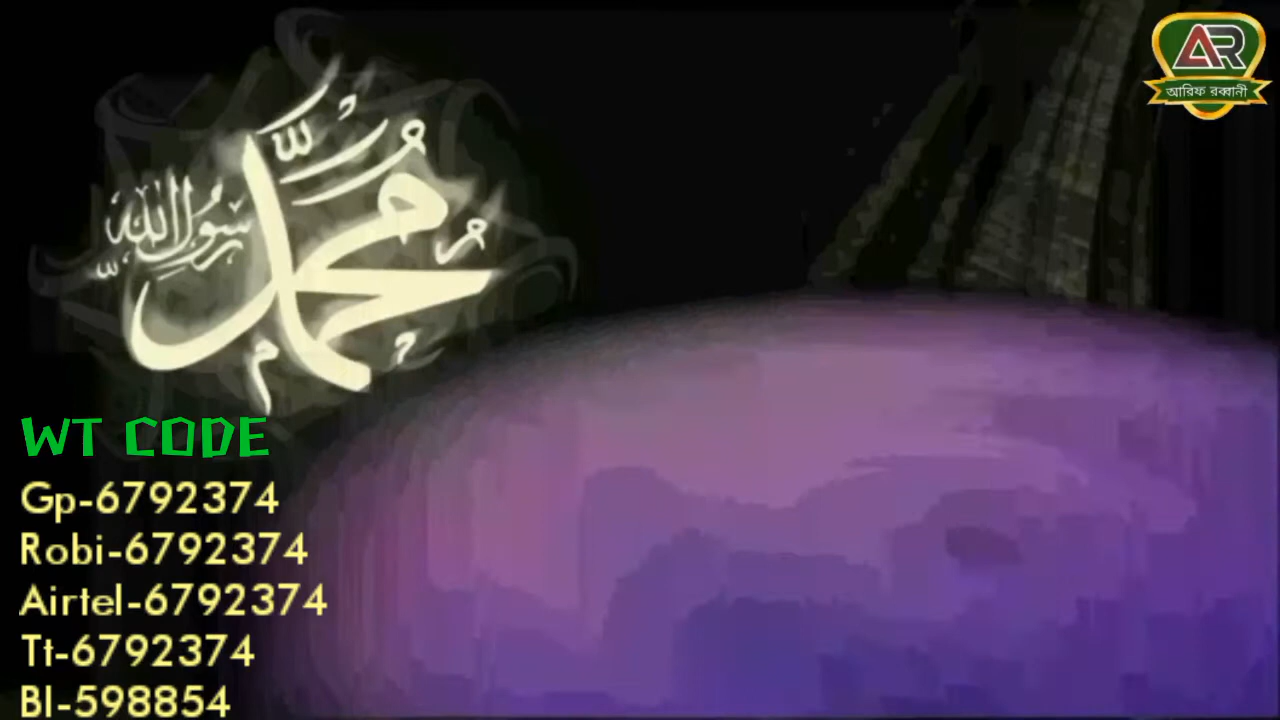 محمد
رسول الله
AR
আরিফ রব্বানী
WT CODE
Gp-6792374
Robi-6792374
Airtel-6792374
Tt-6792374
Bl-598854